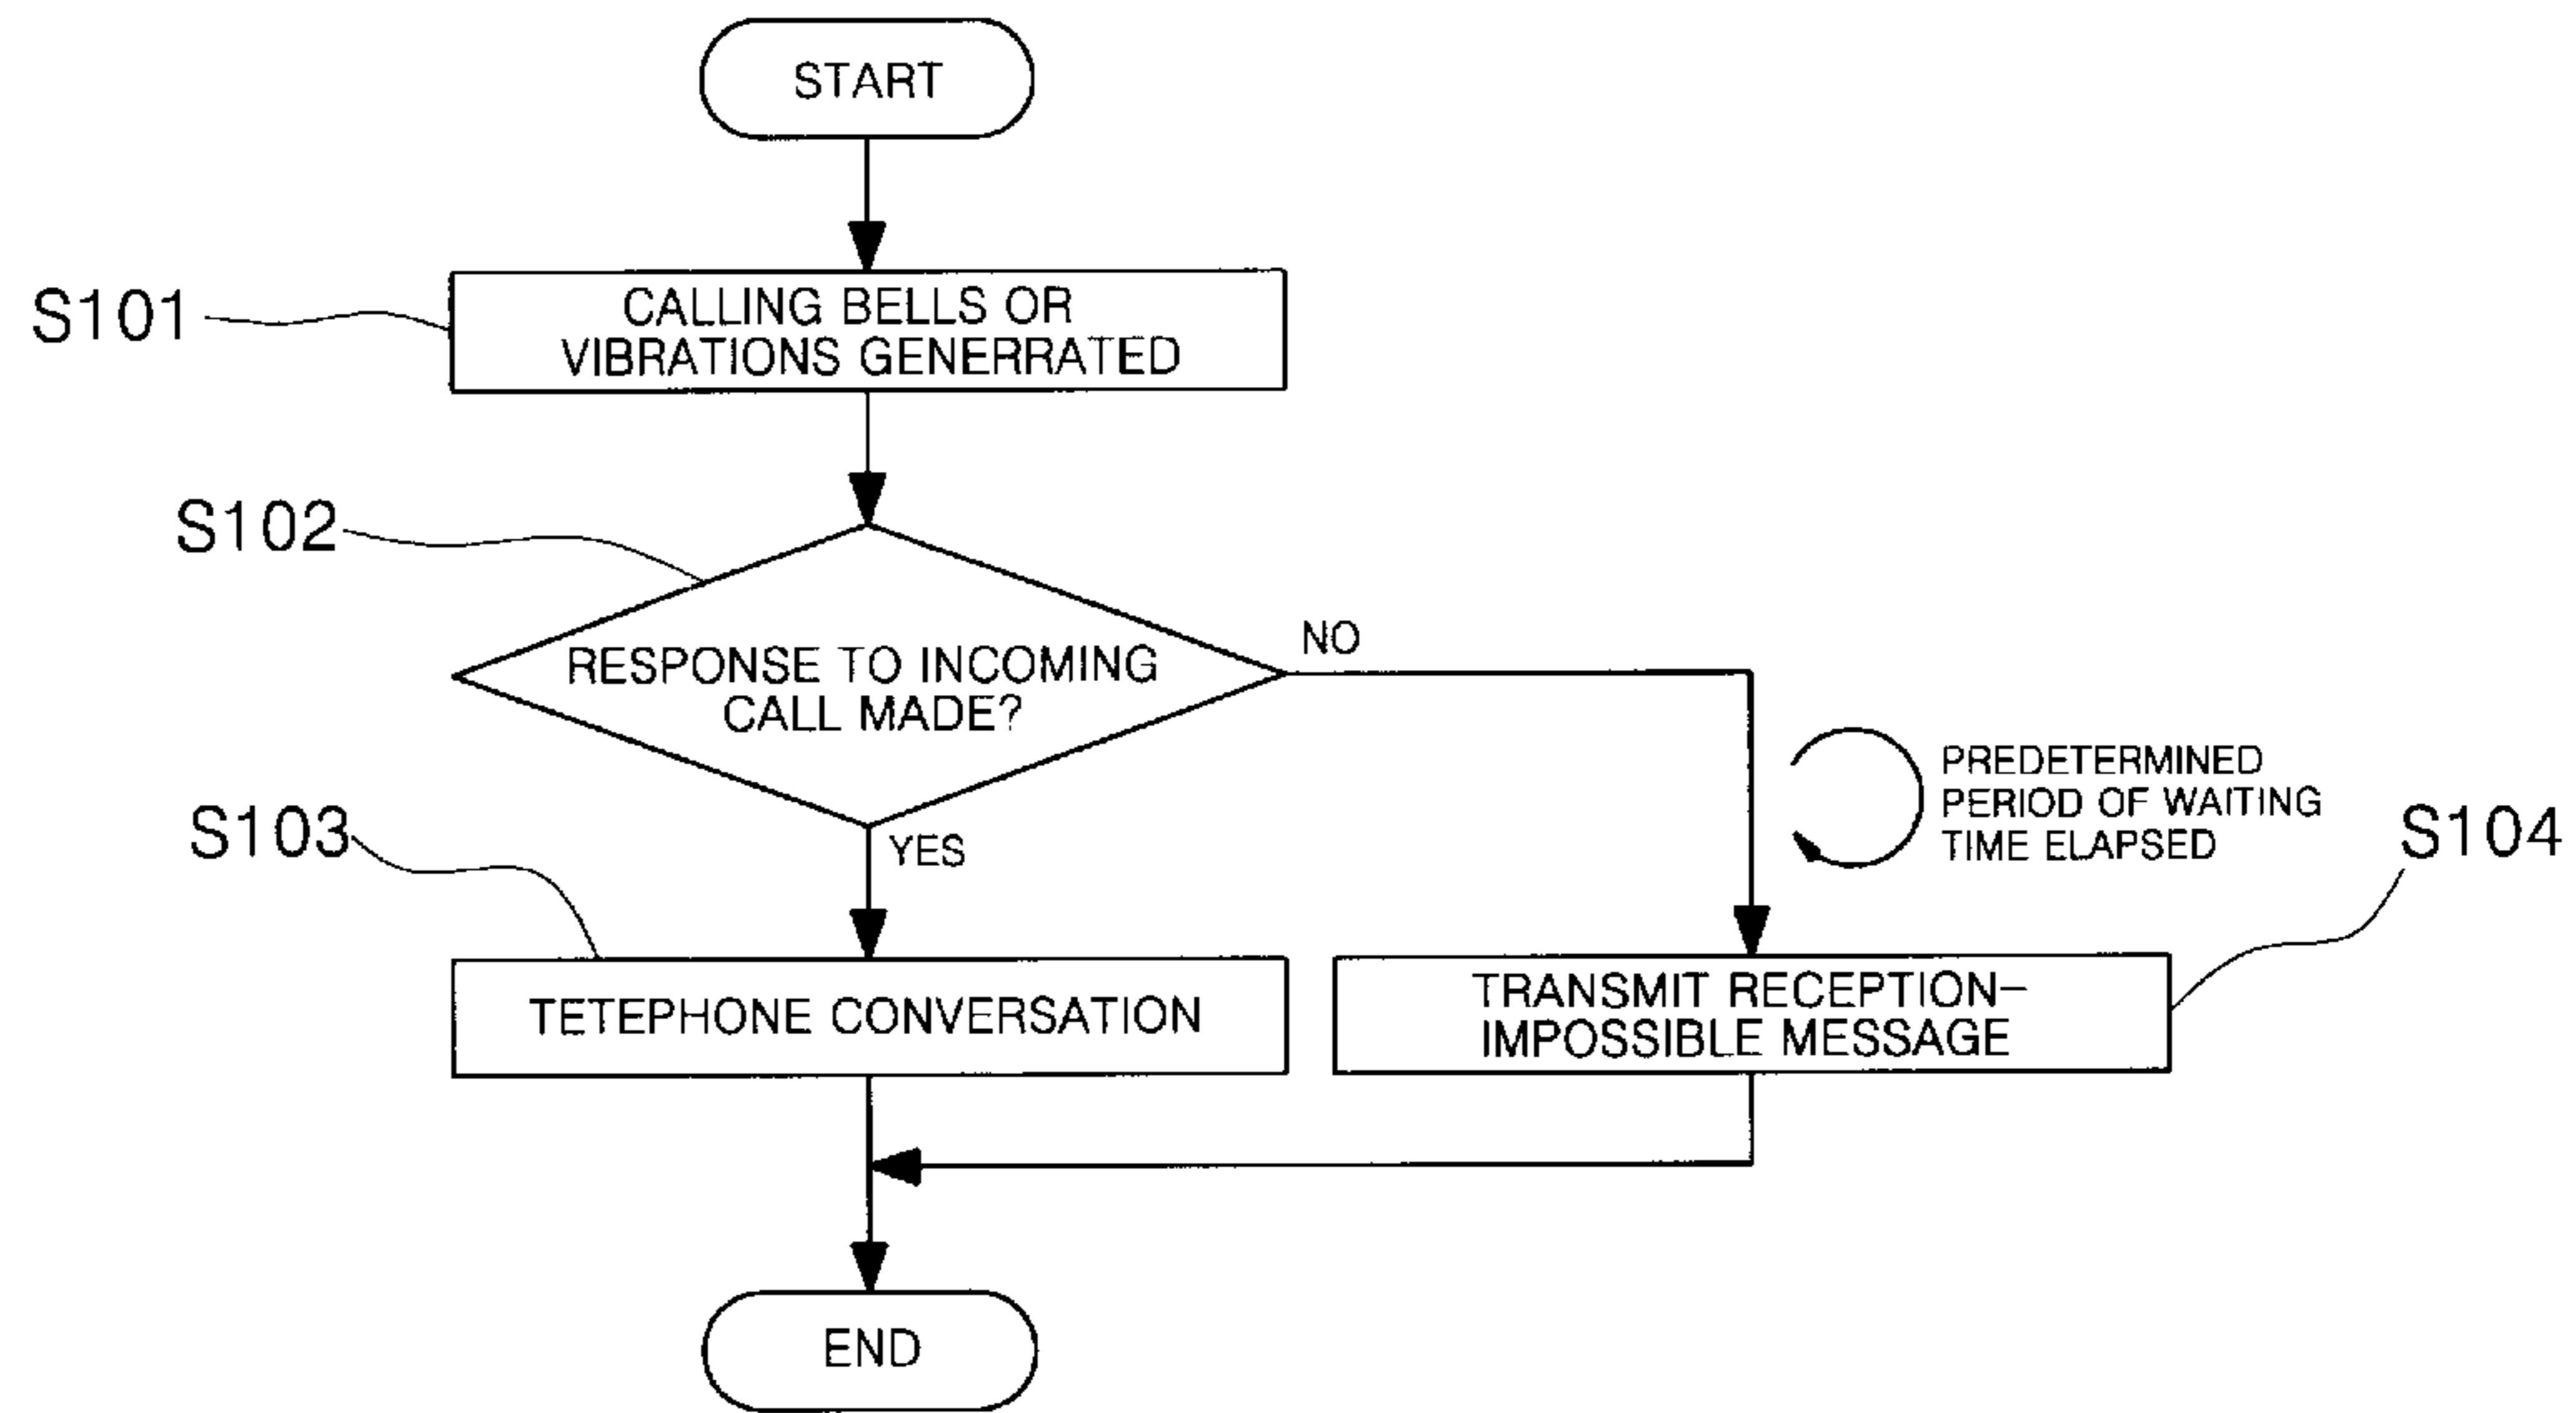 START
S101
CALLING BELLS OR
VIBRATIONS GENERRATED
S102
RESPONSE TO INCOMING
CALL MADE?
NO
YES
PREDETERMINED
PERIOD OF WAITING
TIME ELAPSED
S103
S104
TETEPHONE CONVERSATION
TRANSMIT RECEPTION-
IMPOSSIBLE MESSAGE
END